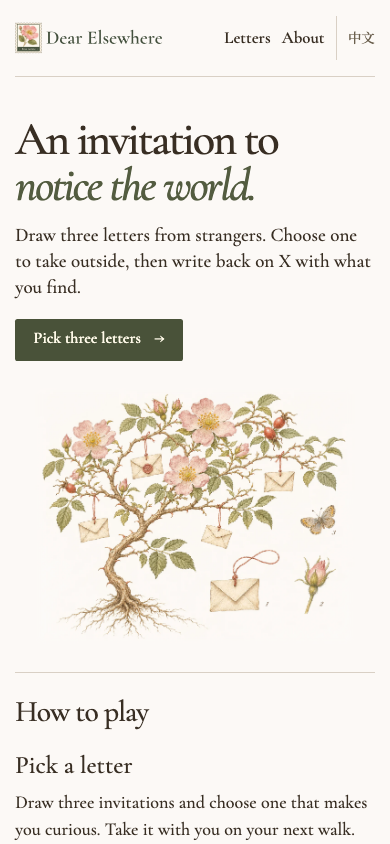 Dear Elsewhere
Letters About 中文
An invitation to
notice the world.
Draw three letters from strangers. Choose one
to take outside, then write back on X with what
you find.
Pick three letters →
1
2
How to play
Pick a letter
Draw three invitations and choose one that makes
you curious. Take it with you on your next walk.